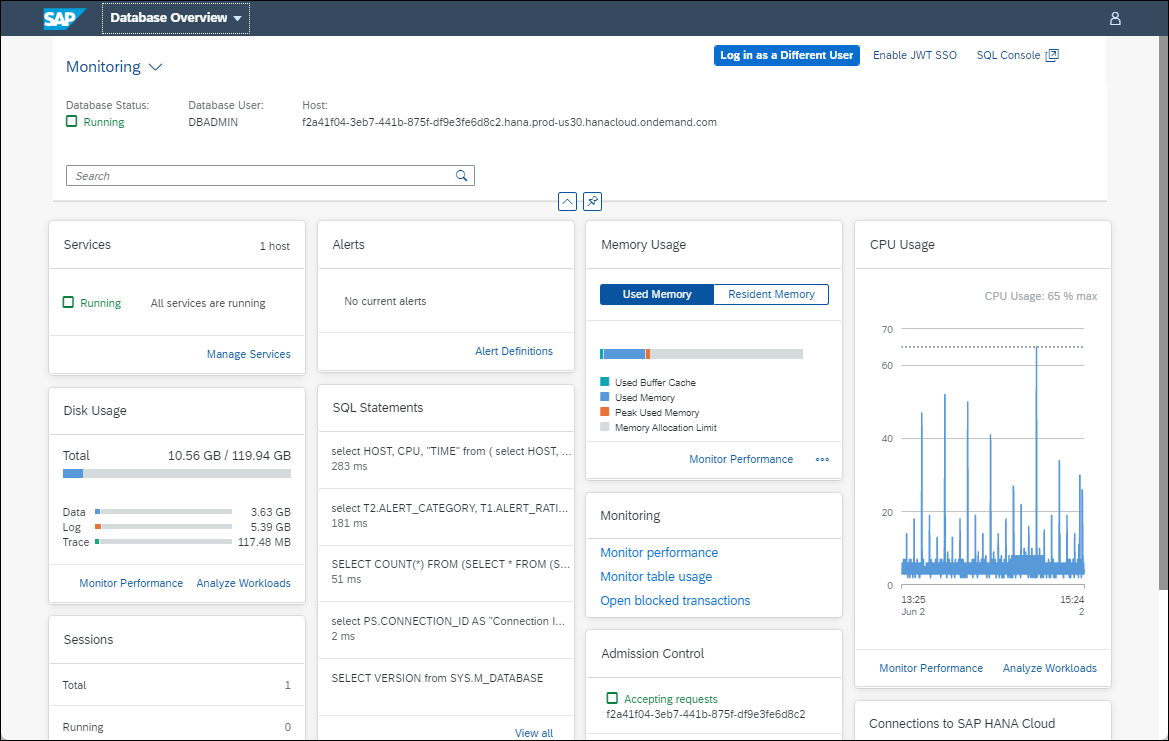 SAP
Database Overview
Monitoring
Log in as a Different User
Enable JWT SSO
SQL Console
Database Status:
Database User:
Host:
Running
DBADMIN
f2a41f04-3eb7-441b-875f-df9e3fe6d8c2.hana.prod-us30.hanacloud.ondemand.com
Search
Services
1 host
Running
All services are running
Manage Services
Disk Usage
Total
10.56 GB / 119.94 GB
Data
3.63 GB
Log
5.39 GB
Trace
117.48 MB
Monitor Performance
Analyze Workloads
Sessions
Total
1
Running
0
Alerts
No current alerts
Alert Definitions
SQL Statements
select HOST, CPU, "TIME" from ( select HOST, ...
283 ms
select T2.ALERT_CATEGORY, T1.ALERT_RATI...
181 ms
SELECT COUNT(*) FROM (SELECT * FROM (S...
51 ms
select PS.CONNECTION_ID AS "Connection I...
2 ms
SELECT VERSION from SYS.M_DATABASE
View all
Memory Usage
Used Memory
Resident Memory
Used Buffer Cache
Used Memory
Peak Used Memory
Memory Allocation Limit
Monitor Performance
Monitoring
Monitor performance
Monitor table usage
Open blocked transactions
Admission Control
Accepting requests
f2a41f04-3eb7-441b-875f-df9e3fe6d8c2
CPU Usage
CPU Usage: 65 % max
70
60
40
20
0
13:25
15:24
Jun 2
2
Monitor Performance
Analyze Workloads
Connections to SAP HANA Cloud